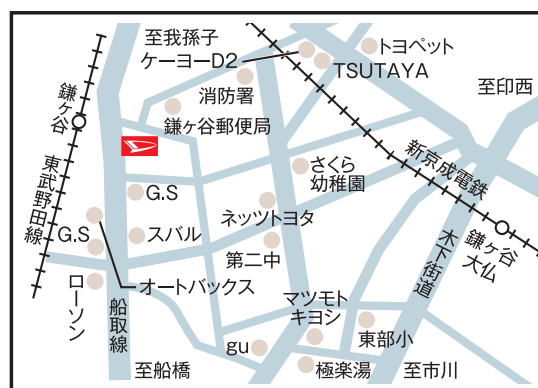 至我孫子
ケーヨーD2
トヨペット
TSUTAYA
消防署
至印西
鎌ヶ谷
鎌ヶ谷郵便局
東武野田線
さくら
幼稚園
新京成電鉄
G.S
ネッツトヨタ
鎌ヶ谷
大仏
G.S
スバル
第二中
木下街道
オートバックス
ローソン
船取線
マツモト
キヨシ
東部小
gu
至船橋
極楽湯
至市川